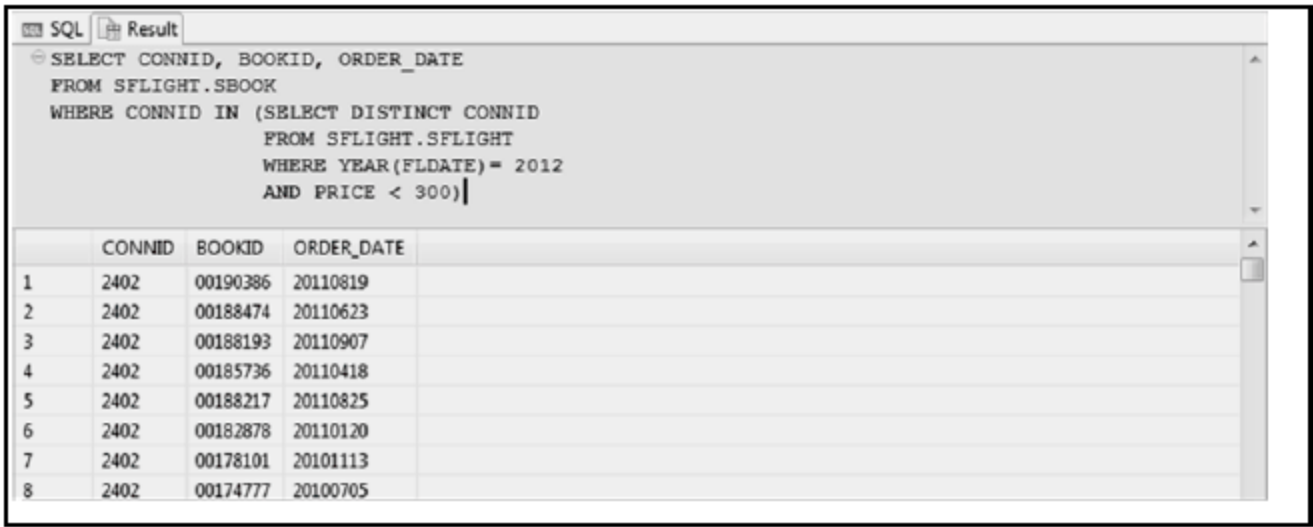 SQL Result
SELECT CONNID, BOOKID, ORDER_DATE
FROM SFLIGHT.SBOOK
WHERE CONNID IN (SELECT DISTINCT CONNID
FROM SFLIGHT.SFLIGHT
WHERE YEAR(FLDATE)= 2012
AND PRICE < 300)
CONNID BOOKID ORDER_DATE
1 2402 00190386 20110819
2 2402 00188474 20110623
3 2402 00188193 20110907
4 2402 00185736 20110418
5 2402 00188217 20110825
6 2402 00182878 20110120
7 2402 00178101 20101113
8 2402 00174777 20100705